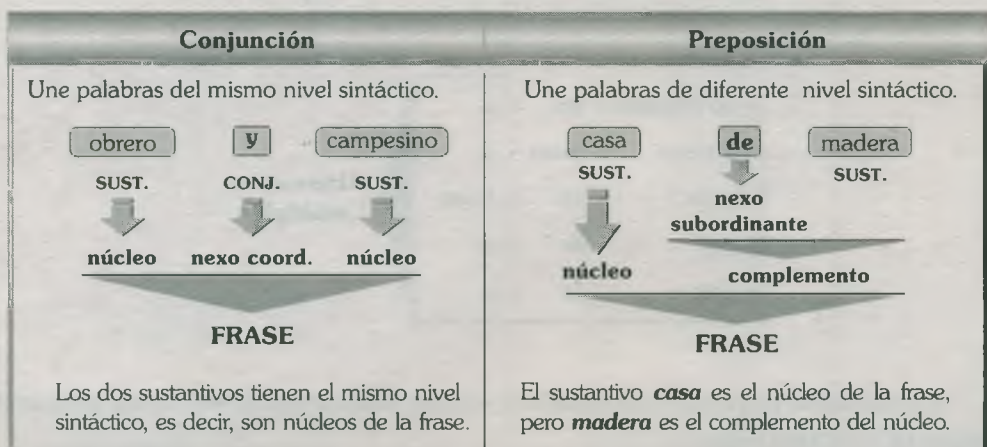 Conjunción
Une palabras del mismo nivel sintáctico.
obrero y campesino
SUST. CONJ. SUST.
núcleo nexo coord. núcleo
FRASE
Los dos sustantivos tienen el mismo nivel
sintáctico, es decir, son núcleos de la frase.
Preposición
Une palabras de diferente nivel sintáctico.
casa de madera
SUST. SUST.
nexo
subordinante
núcleo complemento
FRASE
El sustantivo casa es el núcleo de la frase,
pero madera es el complemento del núcleo.